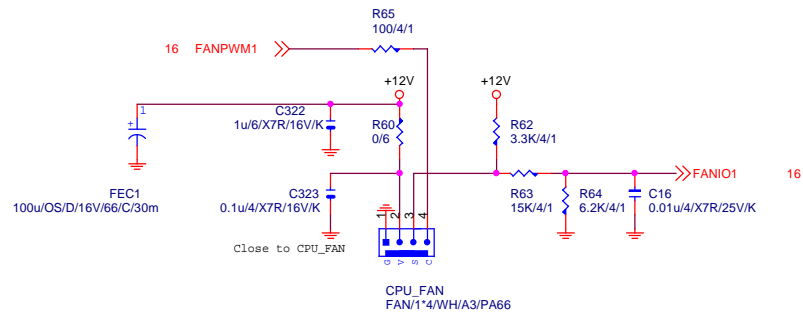 R65
100/4/1
16 FANPWM1
+12V
+12V
1
+
C322
1u/6/X7R/16V/K
R60
0/6
R62
3.3K/4/1
FANIO1 16
FEC1
100u/OS/D/16V/66/C/30m
C323
0.1u/4/X7R/16V/K
R63
15K/4/1
R64
6.2K/4/1
C16
0.01u/4/X7R/25V/K
1 2 3 4
Close to CPU_FAN
G V S C
CPU_FAN
FAN/1*4/WH/A3/PA66